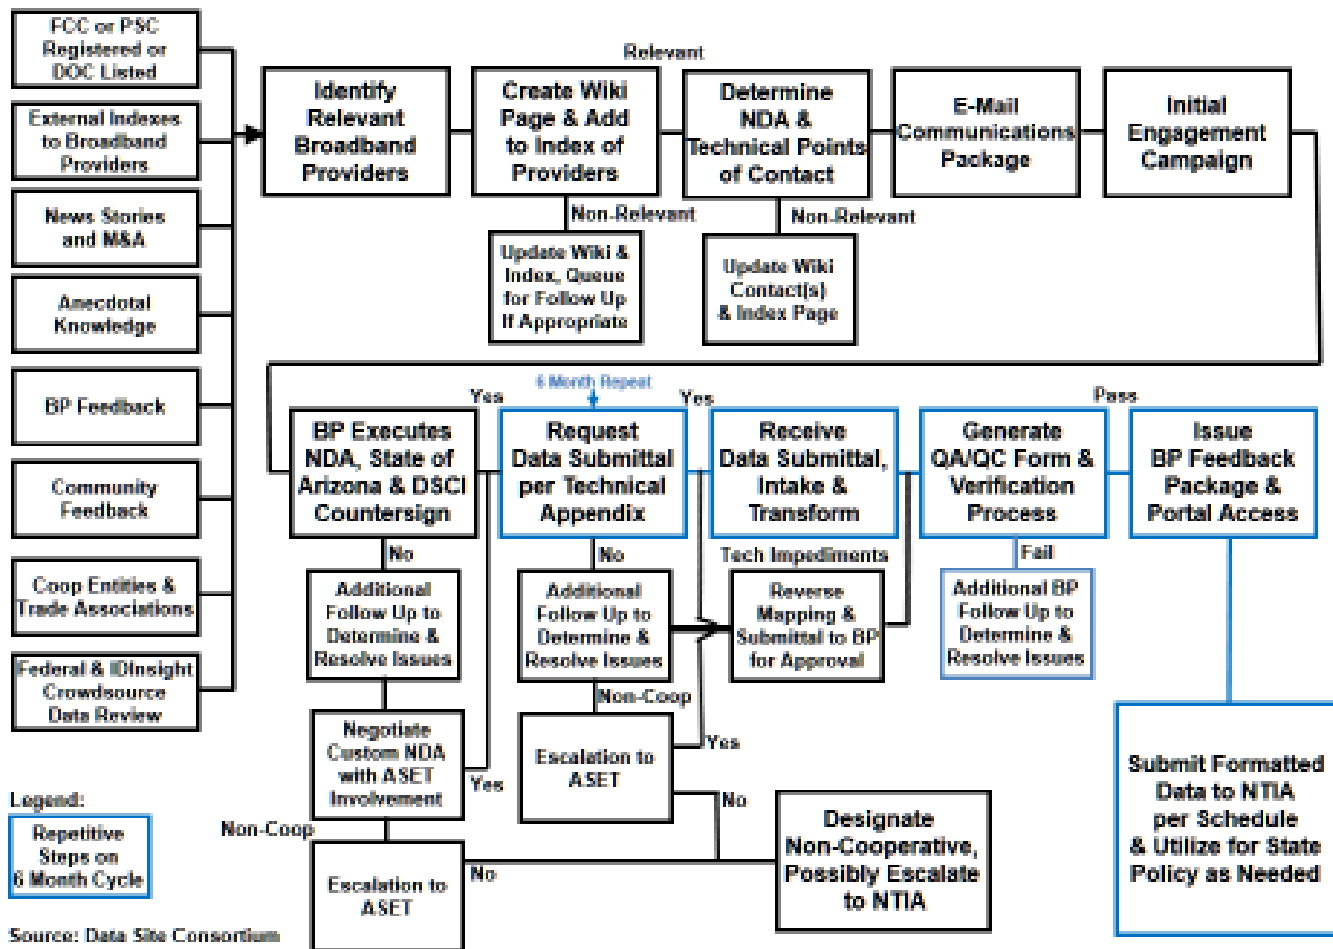 FCC or PSC
Registered or
DOC Listed
External Indexes
to Broadband
Providers
News Stories
and M&A
Anecdotal
Knowledge
BP Feedback
Community
Feedback
Coop Entities &
Trade Associations
Federal & IDInsight
Crowdsource
Data Review
Identify
Relevant
Broadband
Providers
Create Wiki
Page & Add
to Index of
Providers
Relevant
Determine
NDA &
Technical Points
of Contact
E-Mail
Communications
Package
Initial
Engagement
Campaign
Non-Relevant
Update Wiki &
Index, Queue
for Follow Up
If Appropriate
Non-Relevant
Update Wiki
Contact(s)
& Index Page
BP Executes
NDA, State of
Arizona & DSCI
Countersign
Yes
6 Month Repeat
Request
Data Submittal
per Technical
Appendix
Yes
Receive
Data Submittal,
Intake &
Transform
Generate
QA/QC Form &
Verification
Process
Pass
Issue
BP Feedback
Package &
Portal Access
No
Additional
Follow Up to
Determine &
Resolve Issues
No
Additional
Follow Up to
Determine &
Resolve Issues
Tech Impediments
Reverse
Mapping &
Submittal to BP
for Approval
Fail
Additional BP
Follow Up to
Determine &
Resolve Issues
Negotiate
Custom NDA
with ASET
Involvement
Yes
Non-Coop
Escalation to
ASET
Yes
No
Non-Coop
Escalation to
ASET
No
Designate
Non-Cooperative,
Possibly Escalate
to NTIA
Submit Formatted
Data to NTIA
per Schedule
& Utilize for State
Policy as Needed
Legend:
Repetitive
Steps on
6 Month Cycle
Source: Data Site Consortium